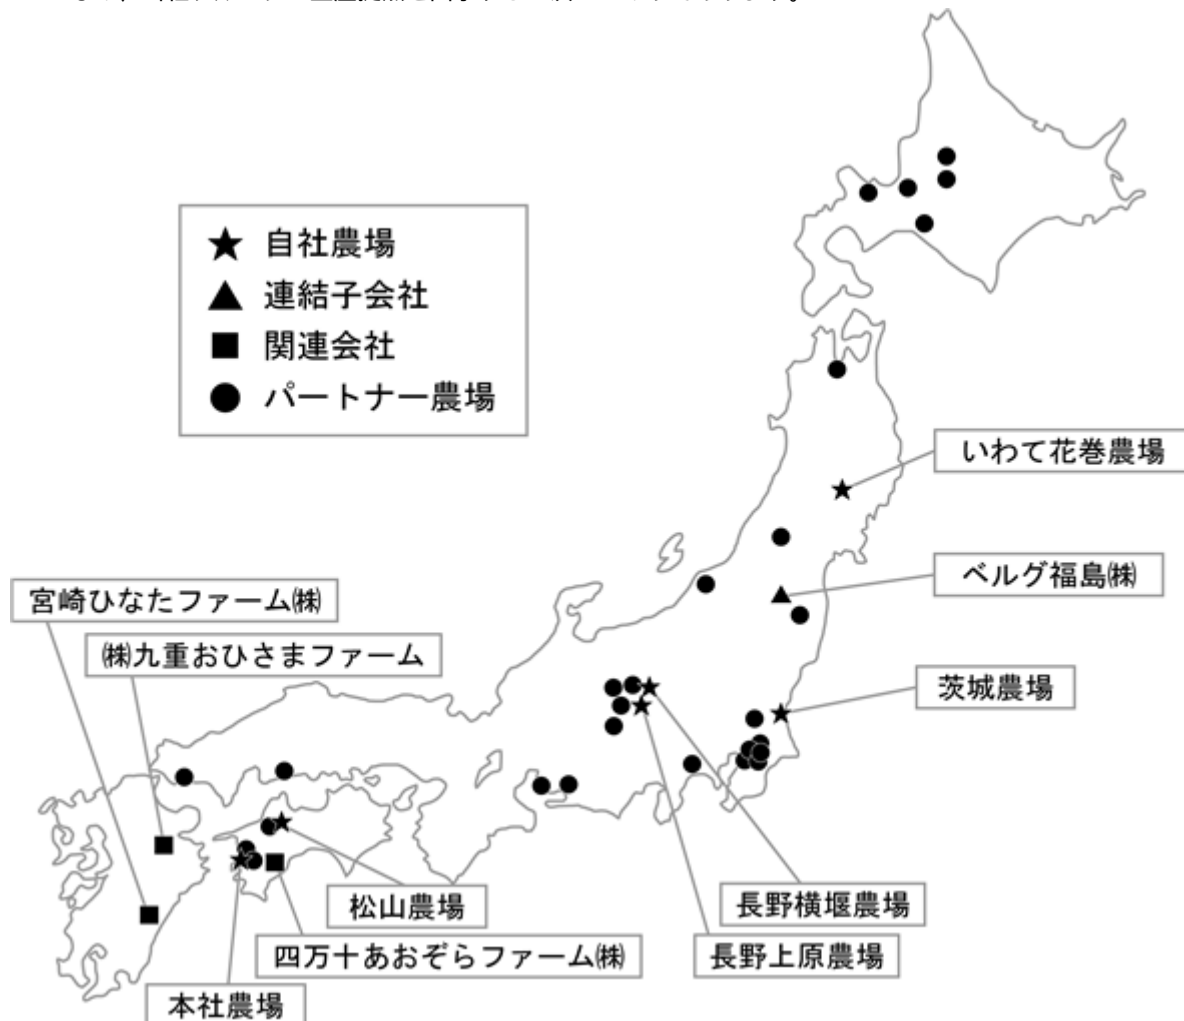 自社農場
連結子会社
関連会社
パートナー農場
いわて花巻農場
ベルグ福島㈱
宮崎ひなたファーム㈱
㈱九重おひさまファーム
茨城農場
松山農場
長野横堰農場
四万十あおぞらファーム㈱
長野上原農場
本社農場